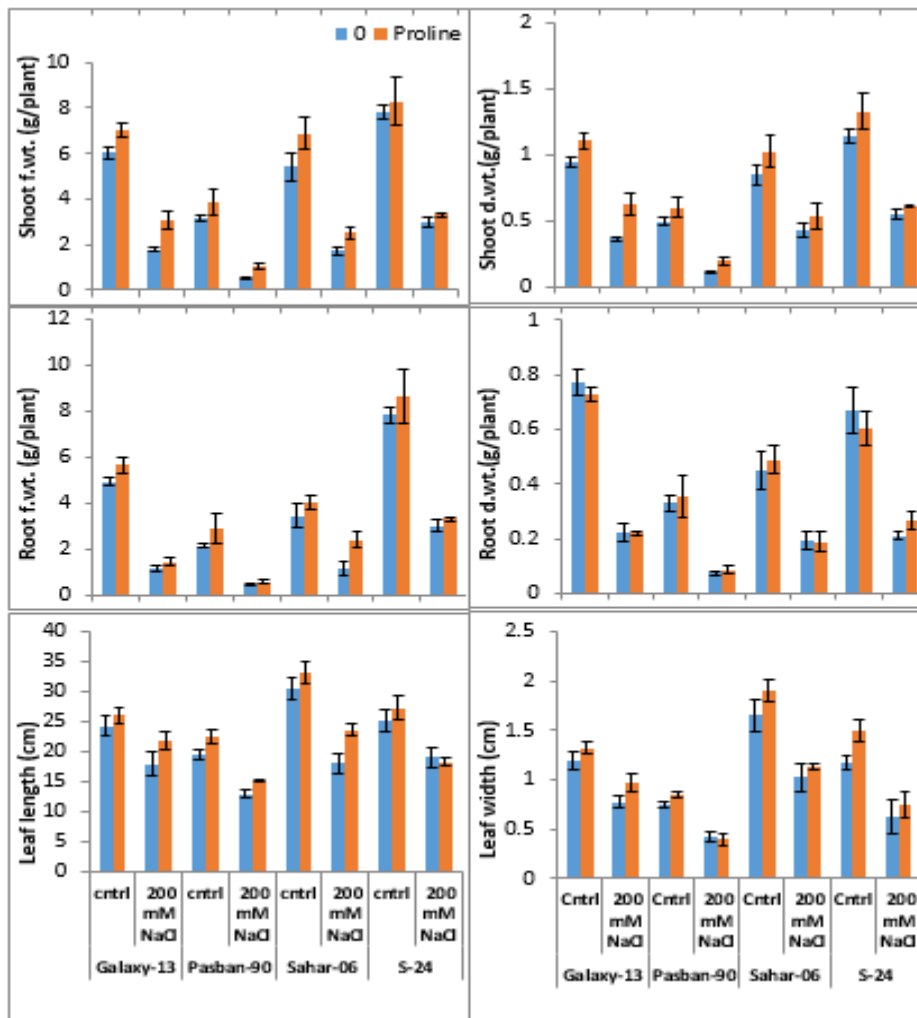 0 Proline
Shoot f.wt. (g/plant)
10
8
6
4
2
0
Shoot d.wt.(g/plant)
2
1.5
1
0.5
0
Root f.wt. (g/plant)
12
10
8
6
4
2
0
Root d.wt.(g/plant)
1
0.8
0.6
0.4
0.2
0
Leaf length (cm)
40
35
30
25
20
15
10
5
0
cntrl 200 cntrl 200 cntrl 200 cntrl 200
mM mM mM mM
NaCl NaCl NaCl NaCl
Galaxy-13 Pasban-90 Sahar-06 S-24
Leaf width (cm)
2.5
2
1.5
1
0.5
0
Cntrl 200 Cntrl 200 Cntrl 200 Cntrl 200
mM mM mM mM
NaCl NaCl NaCl NaCl
Galaxy-13 Pasban-90 Sahar-06 S-24